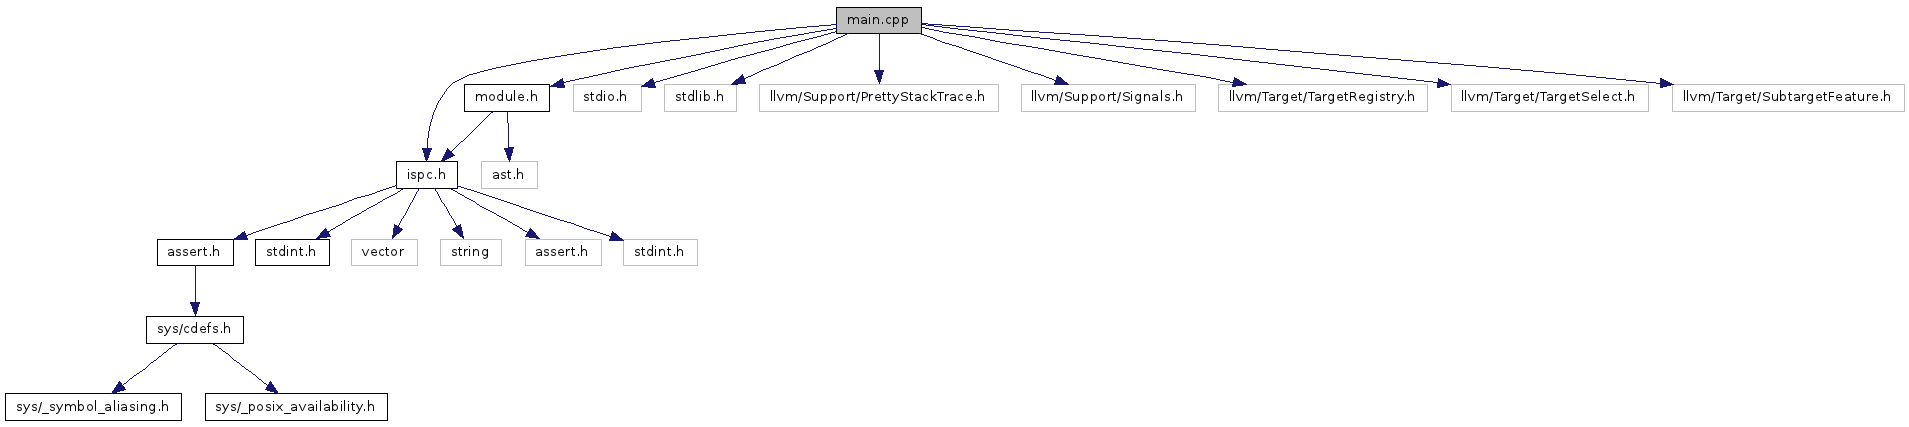 main.cpp
module.h
stdio.h
stdlib.h
llvm/Support/PrettyStackTrace.h
llvm/Support/Signals.h
llvm/Target/TargetRegistry.h
llvm/Target/TargetSelect.h
llvm/Target/SubtargetFeature.h
ispc.h
ast.h
assert.h
stdint.h
vector
string
assert.h
stdint.h
sys/cdefs.h
sys/_symbol_aliasing.h
sys/_posix_availability.h